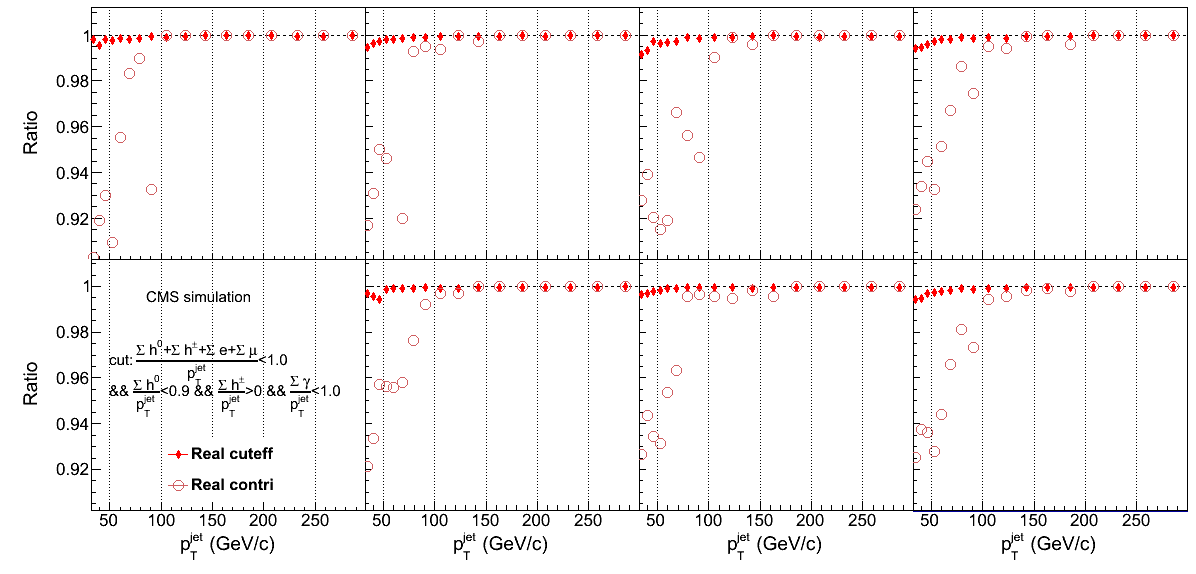 Ratio
1
0.98
0.96
0.94
0.92
Ratio
1
0.98
0.96
0.94
0.92
CMS simulation
cut: Σ h⁰+Σ h±+Σ e+Σ μ / p_T^jet <1.0
&& Σ h⁰ / p_T^jet <0.9 && Σ h± / p_T^jet >0 && Σ γ / p_T^jet <1.0
Real cuteff
Real contri
50 100 150 200 250
50 100 150 200 250
50 100 150 200 250
50 100 150 200 250
p_T^jet (GeV/c)
p_T^jet (GeV/c)
p_T^jet (GeV/c)
p_T^jet (GeV/c)